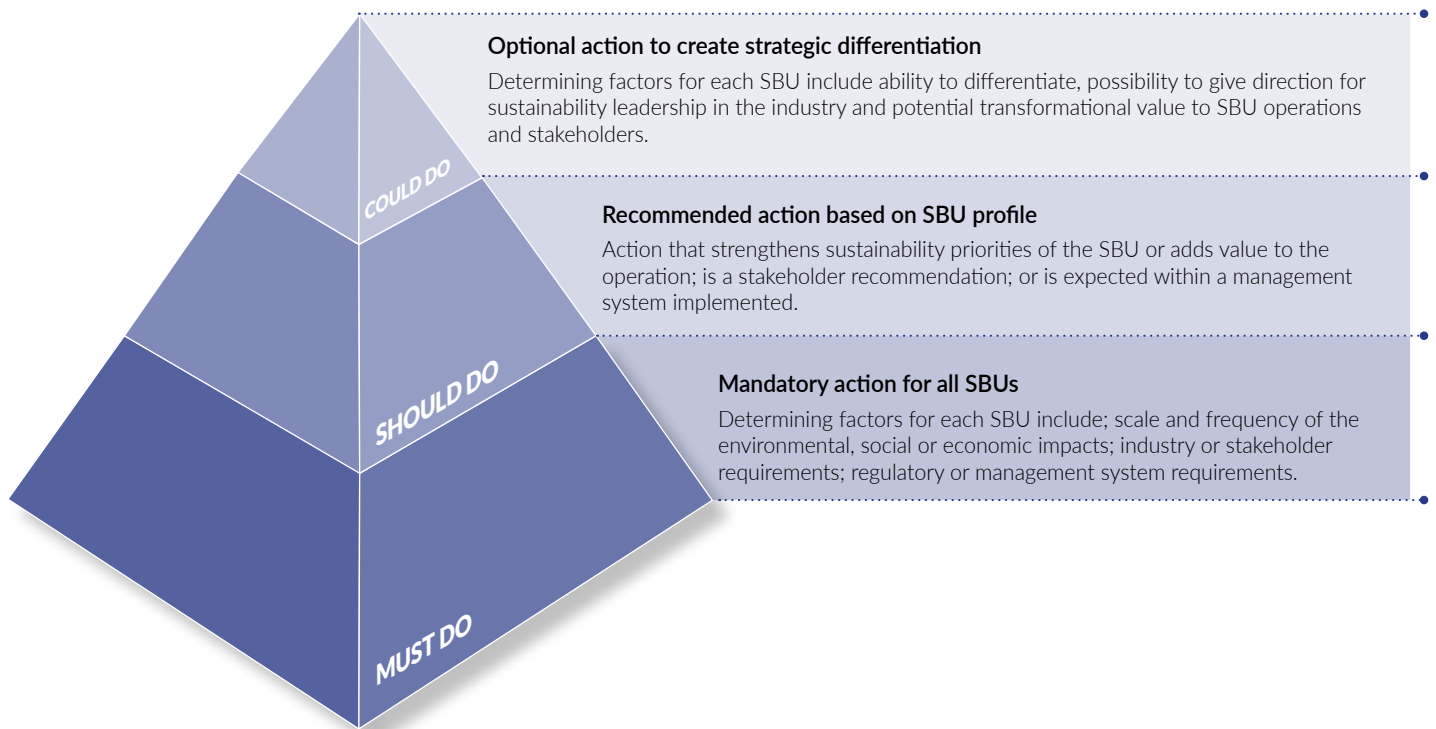 Optional action to create strategic differentiation
Determining factors for each SBU include ability to differentiate, possibility to give direction for
sustainability leadership in the industry and potential transformational value to SBU operations
and stakeholders.
COULD DO
Recommended action based on SBU profile
Action that strengthens sustainability priorities of the SBU or adds value to the
operation; is a stakeholder recommendation; or is expected within a management
system implemented.
SHOULD DO
Mandatory action for all SBUs
Determining factors for each SBU include; scale and frequency of the
environmental, social or economic impacts; industry or stakeholder
requirements; regulatory or management system requirements.
MUST DO